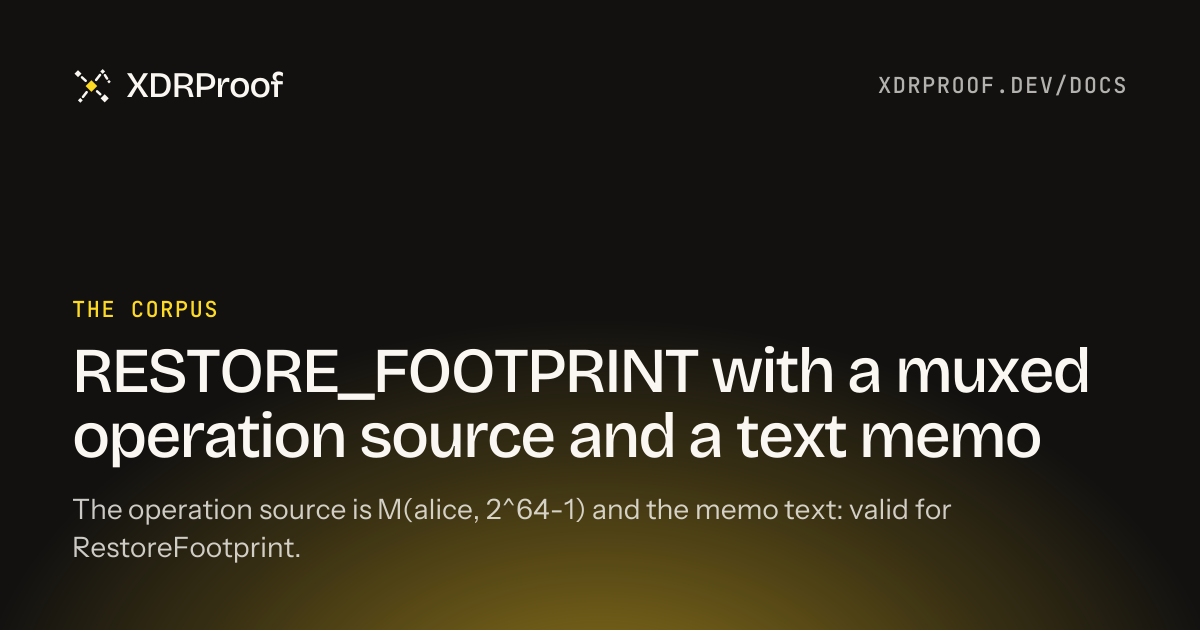 XDRProof
XDRPROOF.DEV/DOCS
THE CORPUS
RESTORE_FOOTPRINT with a muxed
operation source and a text memo
The operation source is M(alice, 2^64-1) and the memo text: valid for
RestoreFootprint.